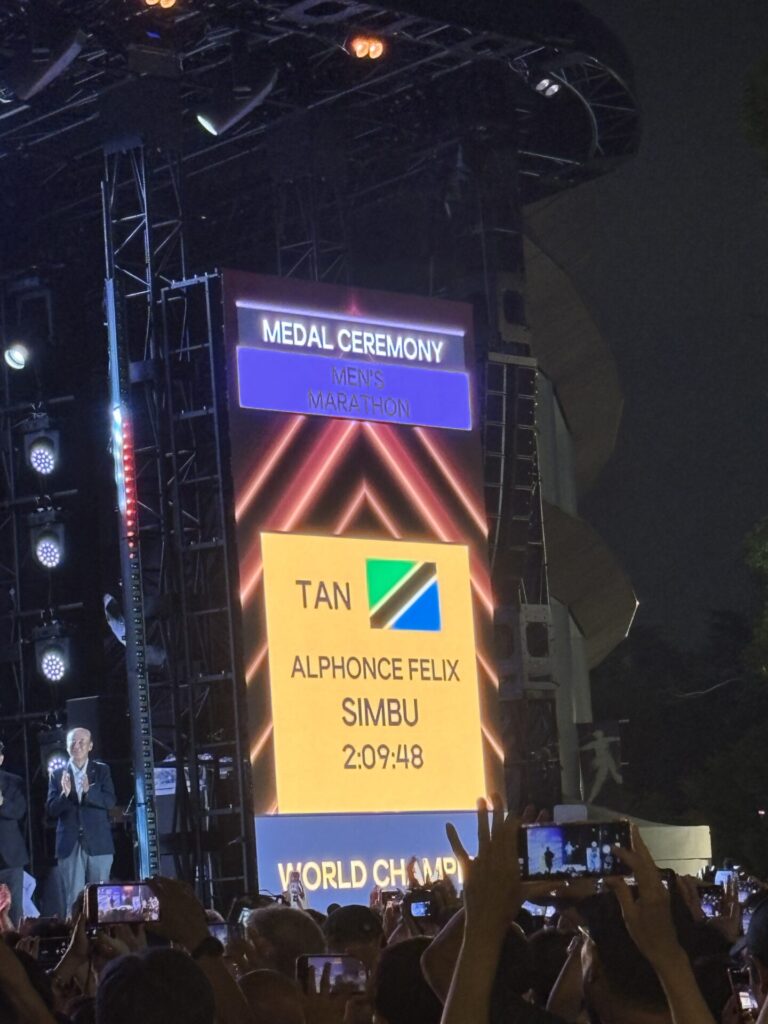 MEDAL CEREMONY
MEN'S
MARATHON
TAN
ALPHONCE FELIX
SIMBU
2:09:48
WORLD CHAMPI